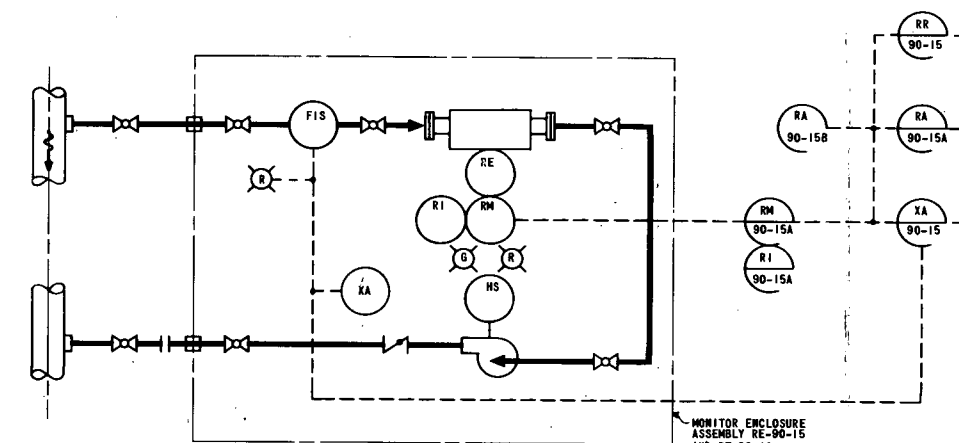 RR
90-15
FIS
RA
90-15B
RA
90-15A
RE
R
RI
RM
RM
90-15A
XA
90-15
G
R
RI
90-15A
XA
HS
MONITOR ENCLOSURE
ASSEMBLY RE-90-15